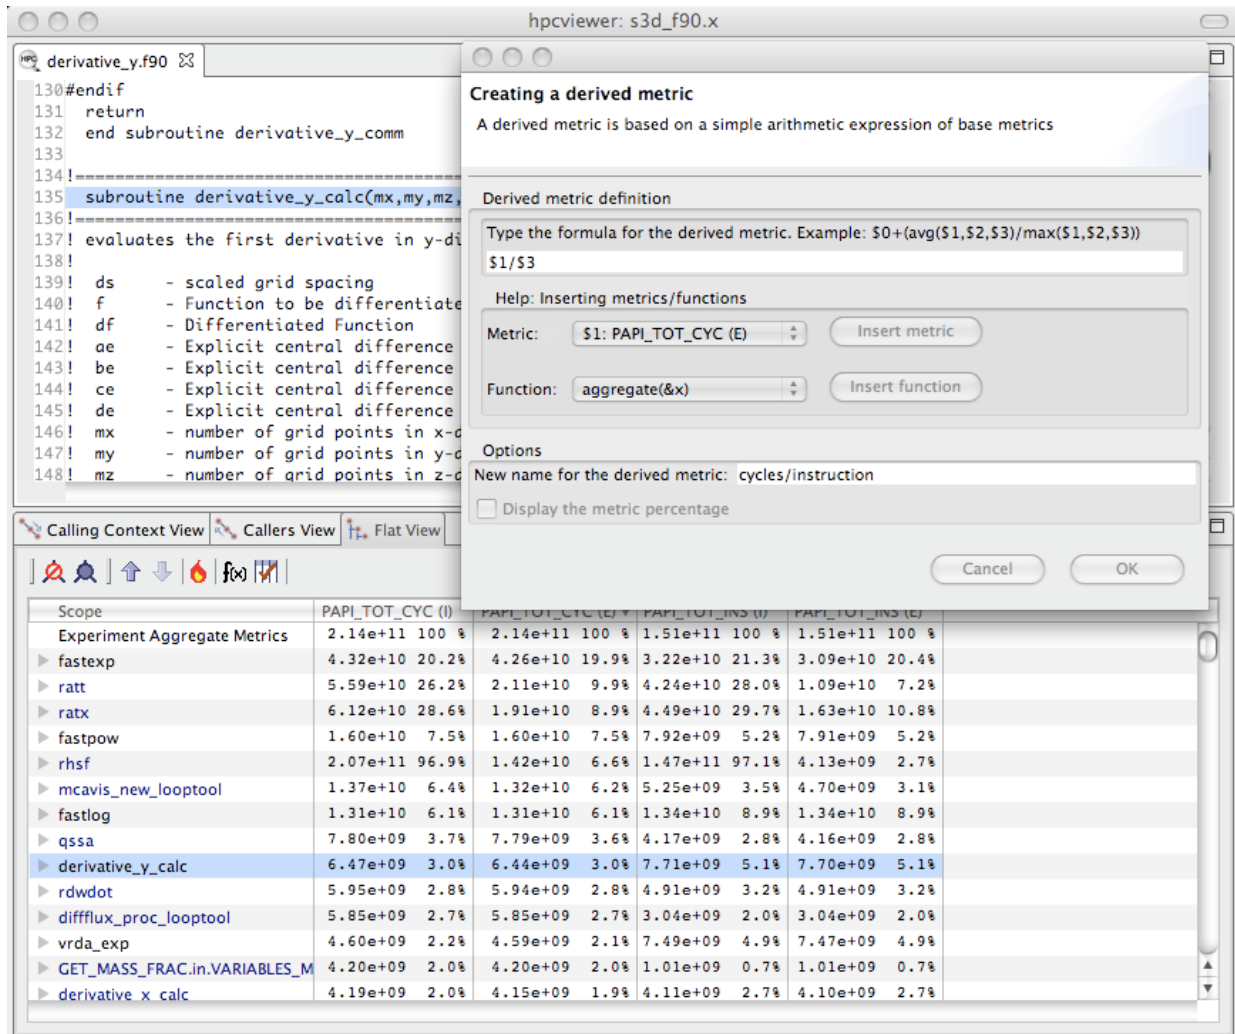 hpcviewer: s3d_f90.x
derivative_y.f90
130 #endif
131 return
132 end subroutine derivative_y_comm
133
134 !=========================================
135 subroutine derivative_y_calc(mx,my,mz,
136 !=========================================
137 ! evaluates the first derivative in y-di
138 !
139 ! ds - scaled grid spacing
140 ! f - Function to be differentiate
141 ! df - Differentiated Function
142 ! ae - Explicit central difference
143 ! be - Explicit central difference
144 ! ce - Explicit central difference
145 ! de - Explicit central difference
146 ! mx - number of grid points in x-d
147 ! my - number of grid points in y-d
148 ! mz - number of grid points in z-d
Creating a derived metric
A derived metric is based on a simple arithmetic expression of base metrics
Derived metric definition
Type the formula for the derived metric. Example: $0+(avg($1,$2,$3)/max($1,$2,$3))
$1/$3
Help: Inserting metrics/functions
Metric: $1: PAPI_TOT_CYC (E) Insert metric
Function: aggregate(&x) Insert function
Options
New name for the derived metric: cycles/instruction
Display the metric percentage
Cancel OK
Calling Context View Callers View Flat View
f(x)
Scope PAPI_TOT_CYC (I) PAPI_TOT_CYC (E) PAPI_TOT_INS (I) PAPI_TOT_INS (E)
Experiment Aggregate Metrics 2.14e+11 100 % 2.14e+11 100 % 1.51e+11 100 % 1.51e+11 100 %
fastexp 4.32e+10 20.2% 4.26e+10 19.9% 3.22e+10 21.3% 3.09e+10 20.4%
ratt 5.59e+10 26.2% 2.11e+10 9.9% 4.24e+10 28.0% 1.09e+10 7.2%
ratx 6.12e+10 28.6% 1.91e+10 8.9% 4.49e+10 29.7% 1.63e+10 10.8%
fastpow 1.60e+10 7.5% 1.60e+10 7.5% 7.92e+09 5.2% 7.91e+09 5.2%
rhsf 2.07e+11 96.9% 1.42e+10 6.6% 1.47e+11 97.1% 4.13e+09 2.7%
mcavis_new_looptool 1.37e+10 6.4% 1.32e+10 6.2% 5.25e+09 3.5% 4.70e+09 3.1%
fastlog 1.31e+10 6.1% 1.31e+10 6.1% 1.34e+10 8.9% 1.34e+10 8.9%
qssa 7.80e+09 3.7% 7.79e+09 3.6% 4.17e+09 2.8% 4.16e+09 2.8%
derivative_y_calc 6.47e+09 3.0% 6.44e+09 3.0% 7.71e+09 5.1% 7.70e+09 5.1%
rdwdot 5.95e+09 2.8% 5.94e+09 2.8% 4.91e+09 3.2% 4.91e+09 3.2%
diffflux_proc_looptool 5.85e+09 2.7% 5.85e+09 2.7% 3.04e+09 2.0% 3.04e+09 2.0%
vrda_exp 4.60e+09 2.2% 4.59e+09 2.1% 7.49e+09 4.9% 7.47e+09 4.9%
GET_MASS_FRAC.in.VARIABLES_M 4.20e+09 2.0% 4.20e+09 2.0% 1.01e+09 0.7% 1.01e+09 0.7%
derivative_x_calc 4.19e+09 2.0% 4.15e+09 1.9% 4.11e+09 2.7% 4.10e+09 2.7%